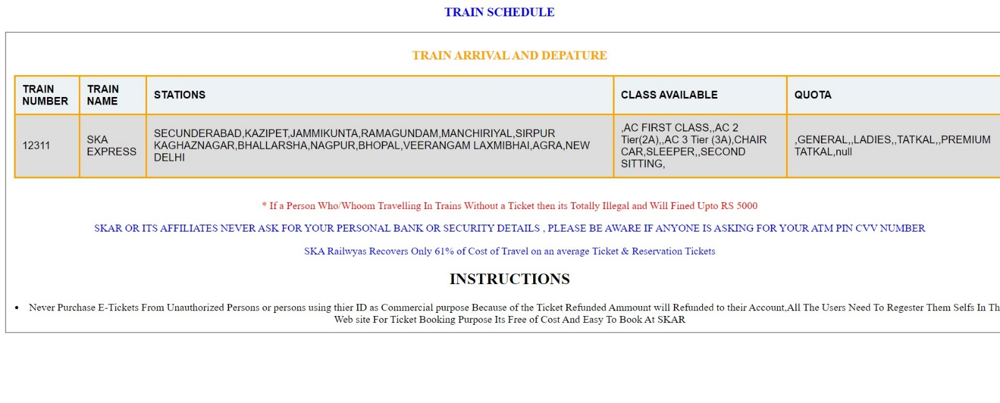 TRAIN SCHEDULE
TRAIN ARRIVAL AND DEPATURE
TRAIN NUMBER
TRAIN NAME
STATIONS
CLASS AVAILABLE
QUOTA
12311
SKA
EXPRESS
SECUNDERABAD,KAZIPET,JAMMIKUNTA,RAMAGUNDAM,MANCHIRIYAL,SIRPUR
KAGHAZNAGAR,BHALLARSHA,NAGPUR,BHOPAL,VEERANGAM LAXMIBHAI,AGRA,NEW
DELHI
,AC FIRST CLASS,,AC 2
Tier(2A),,AC 3 Tier (3A),CHAIR
CAR,SLEEPER,,SECOND
SITTING,
,GENERAL,,LADIES,,TATKAL,,PREMIUM
TATKAL,null
* If a Person Who/Whoom Travelling In Trains Without a Ticket then its Totally Illegal and Will Fined Upto RS 5000
SKAR OR ITS AFFILIATES NEVER ASK FOR YOUR PERSONAL BANK OR SECURITY DETAILS , PLEASE BE AWARE IF ANYONE IS ASKING FOR YOUR ATM PIN CVV NUMBER
SKA Railwyas Recovers Only 61% of Cost of Travel on an average Ticket & Reservation Tickets
INSTRUCTIONS
• Never Purchase E-Tickets From Unauthorized Persons or persons using thier ID as Commercial purpose Because of the Ticket Refunded Ammount will Refunded to their Account,All The Users Need To Regester Them Selfs In Th
Web site For Ticket Booking Purpose Its Free of Cost And Easy To Book At SKAR